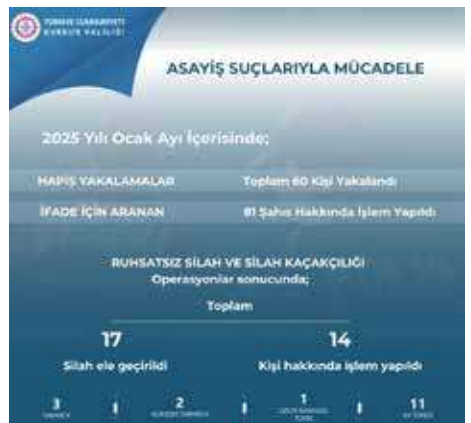 TÜRKİYE CUMHURİYETİ
BURDUR VALİLİĞİ
ASAYİŞ SUÇLARIYLA MÜCADELE
2025 Yılı Ocak Ayı İçerisinde;
HAPİS YAKALAMALAR
Toplam 60 Kişi Yakalandı
İFADE İÇİN ARANAN
81 Şahıs Hakkında İşlem Yapıldı
RUHSATSIZ SİLAH VE SİLAH KAÇAKÇILIĞI
Operasyonlar sonucunda;
Toplam
17
Silah ele geçirildi
14
Kişi hakkında işlem yapıldı
3
2
1
11